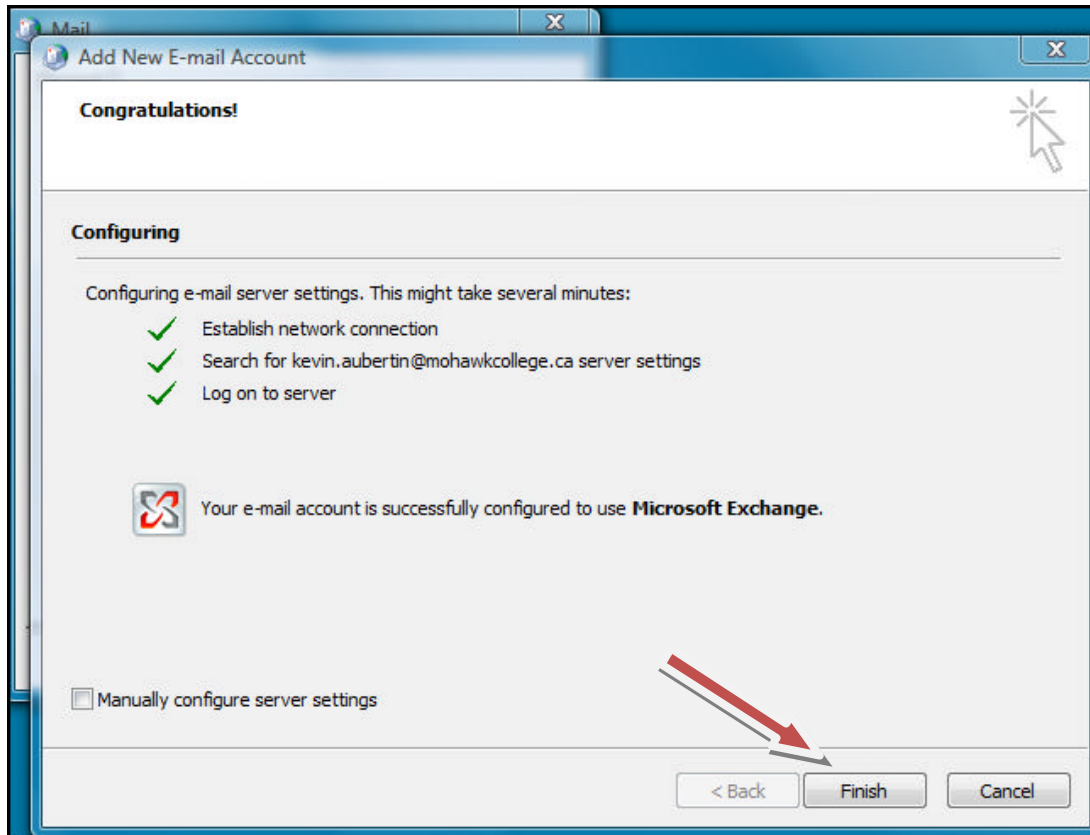 Mail
Add New E-mail Account
Congratulations!
Configuring
Configuring e-mail server settings. This might take several minutes:
Establish network connection
Search for kevin.aubertin@mohawkcollege.ca server settings
Log on to server
Your e-mail account is successfully configured to use Microsoft Exchange.
Manually configure server settings
< Back Finish Cancel